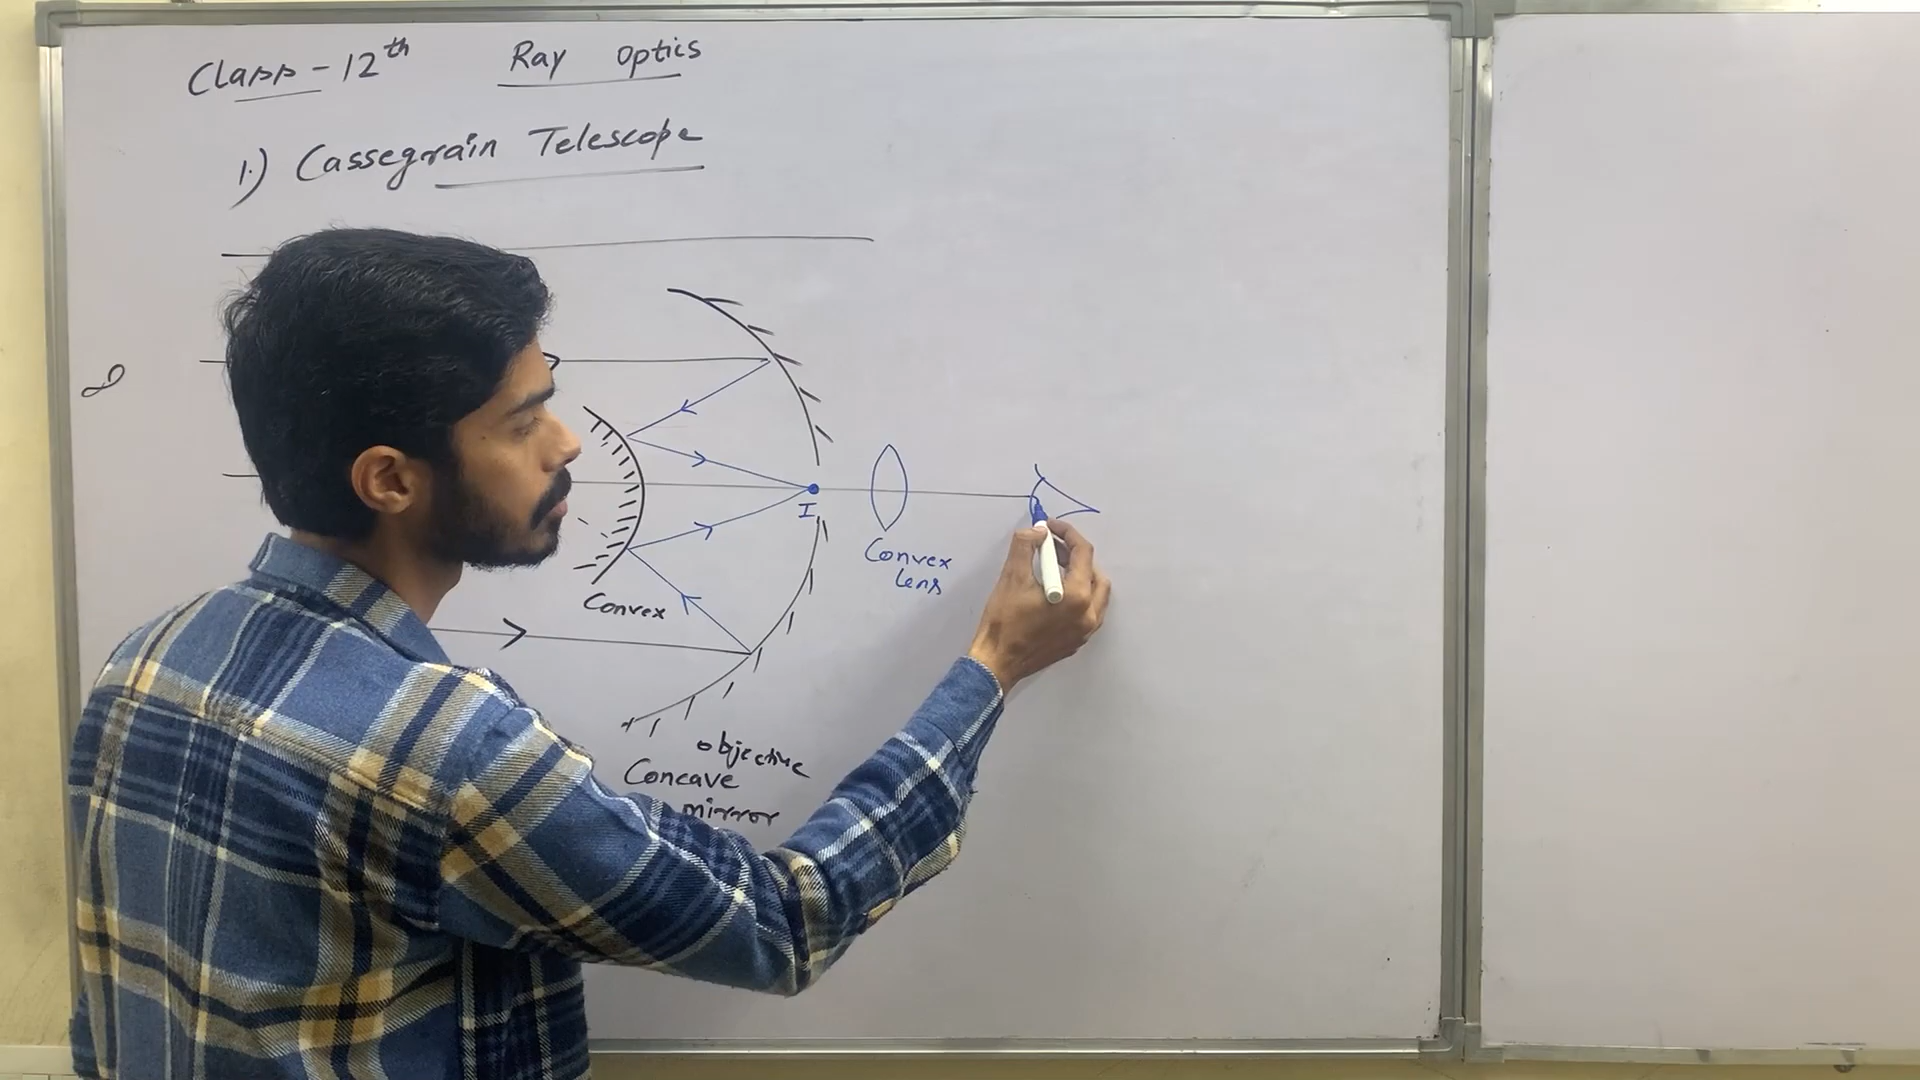 Class - 12th Ray Optics
1.) Cassegrain Telescope
∞
I
Convex
lens
Convex
objective
Concave
mirror